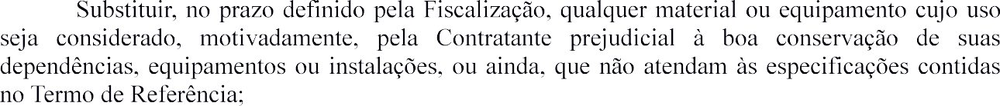 Substituir, no prazo definido pela Fiscalização, qualquer material ou equipamento cujo uso
seja considerado, motivadamente, pela Contratante prejudicial à boa conservação de suas
dependências, equipamentos ou instalações, ou ainda, que não atendam às especificações contidas
no Termo de Referência;